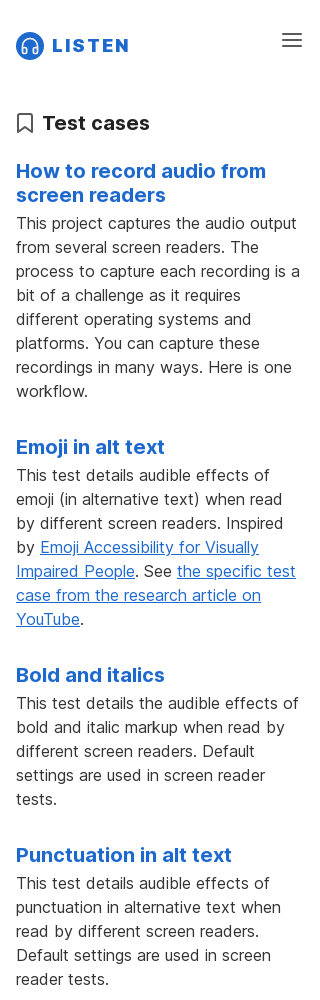 LISTEN
Test cases
How to record audio from
screen readers
This project captures the audio output
from several screen readers. The
process to capture each recording is a
bit of a challenge as it requires
different operating systems and
platforms. You can capture these
recordings in many ways. Here is one
workflow.
Emoji in alt text
This test details audible effects of
emoji (in alternative text) when read
by different screen readers. Inspired
by Emoji Accessibility for Visually
Impaired People. See the specific test
case from the research article on
YouTube.
Bold and italics
This test details the audible effects of
bold and italic markup when read by
different screen readers. Default
settings are used in screen reader
tests.
Punctuation in alt text
This test details audible effects of
punctuation in alternative text when
read by different screen readers.
Default settings are used in screen
reader tests.